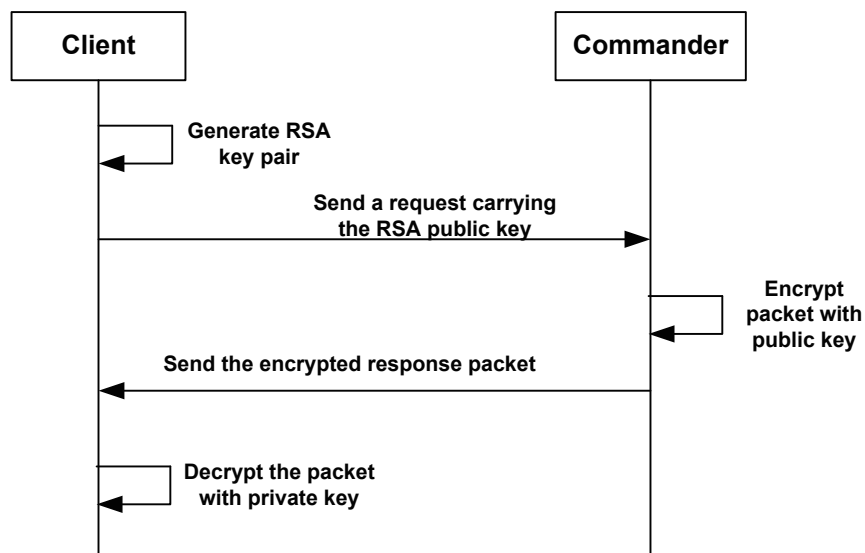 Client
Commander
Generate RSA
key pair
Send a request carrying
the RSA public key
Encrypt
packet with
public key
Send the encrypted response packet
Decrypt the packet
with private key